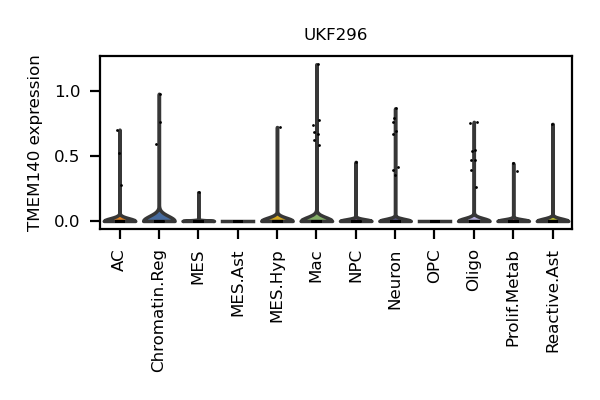 UKF296
TMEM140 expression
1.0
0.5
0.0
AC
Chromatin.Reg
MES
MES.Ast
MES.Hyp
Mac
NPC
Neuron
OPC
Oligo
Prolif.Metab
Reactive.Ast